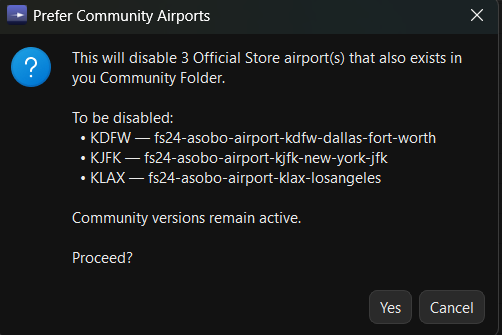 Prefer Community Airports
This will disable 3 Official Store airport(s) that also exists in
you Community Folder.
To be disabled:
• KDFW — fs24-asobo-airport-kdfw-dallas-fort-worth
• KJFK — fs24-asobo-airport-kjfk-new-york-jfk
• KLAX — fs24-asobo-airport-klax-losangeles
Community versions remain active.
Proceed?
Yes
Cancel